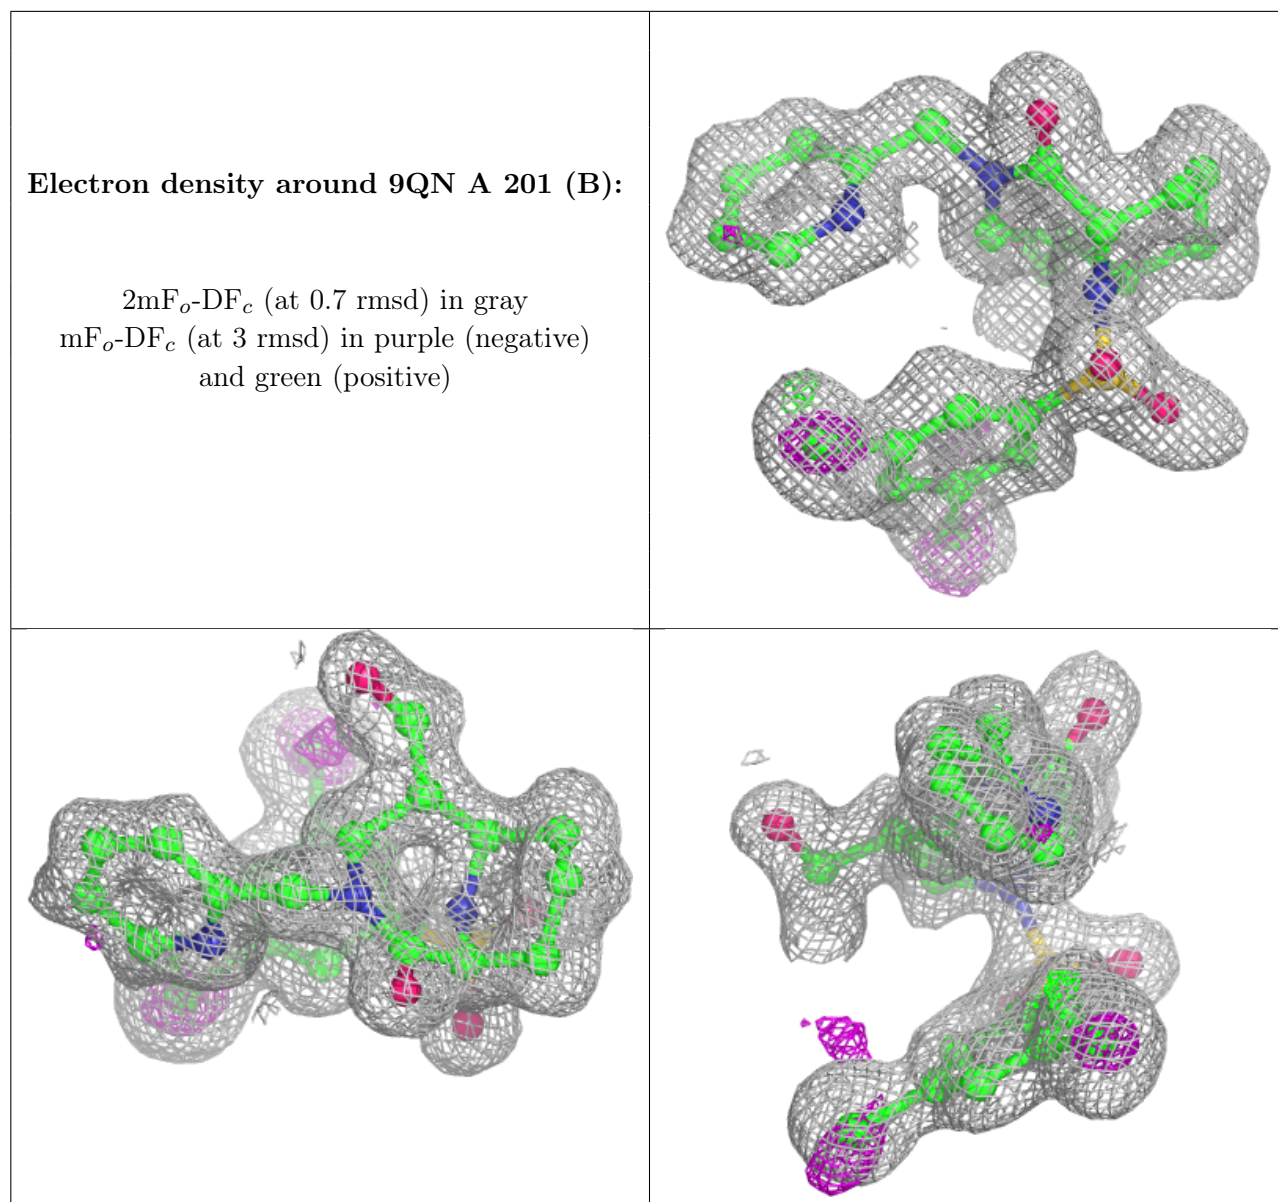 Electron density around 9QN A 201 (B):
2mFo-DFc (at 0.7 rmsd) in gray
mFo-DFc (at 3 rmsd) in purple (negative)
and green (positive)